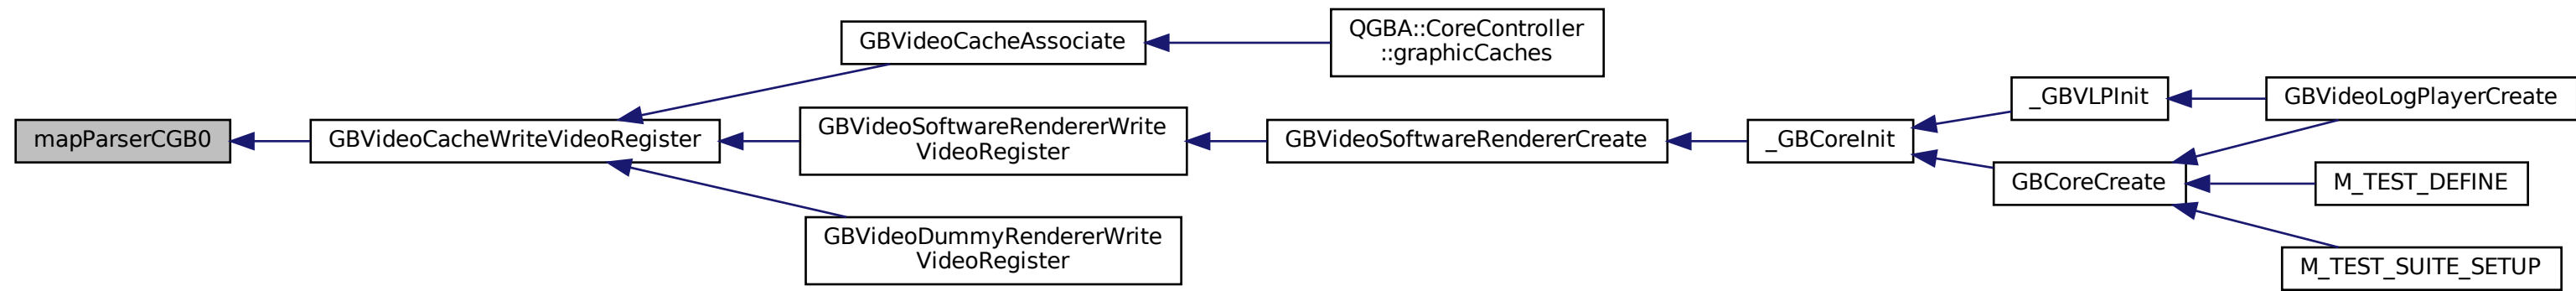 mapParserCGB0
GBVideoCacheWriteVideoRegister
GBVideoCacheAssociate
QGBA::CoreController
::graphicCaches
GBVideoSoftwareRendererWrite
VideoRegister
GBVideoSoftwareRendererCreate
_GBCoreInit
_GBVLPInit
GBVideoLogPlayerCreate
GBCoreCreate
M_TEST_DEFINE
M_TEST_SUITE_SETUP
GBVideoDummyRendererWrite
VideoRegister